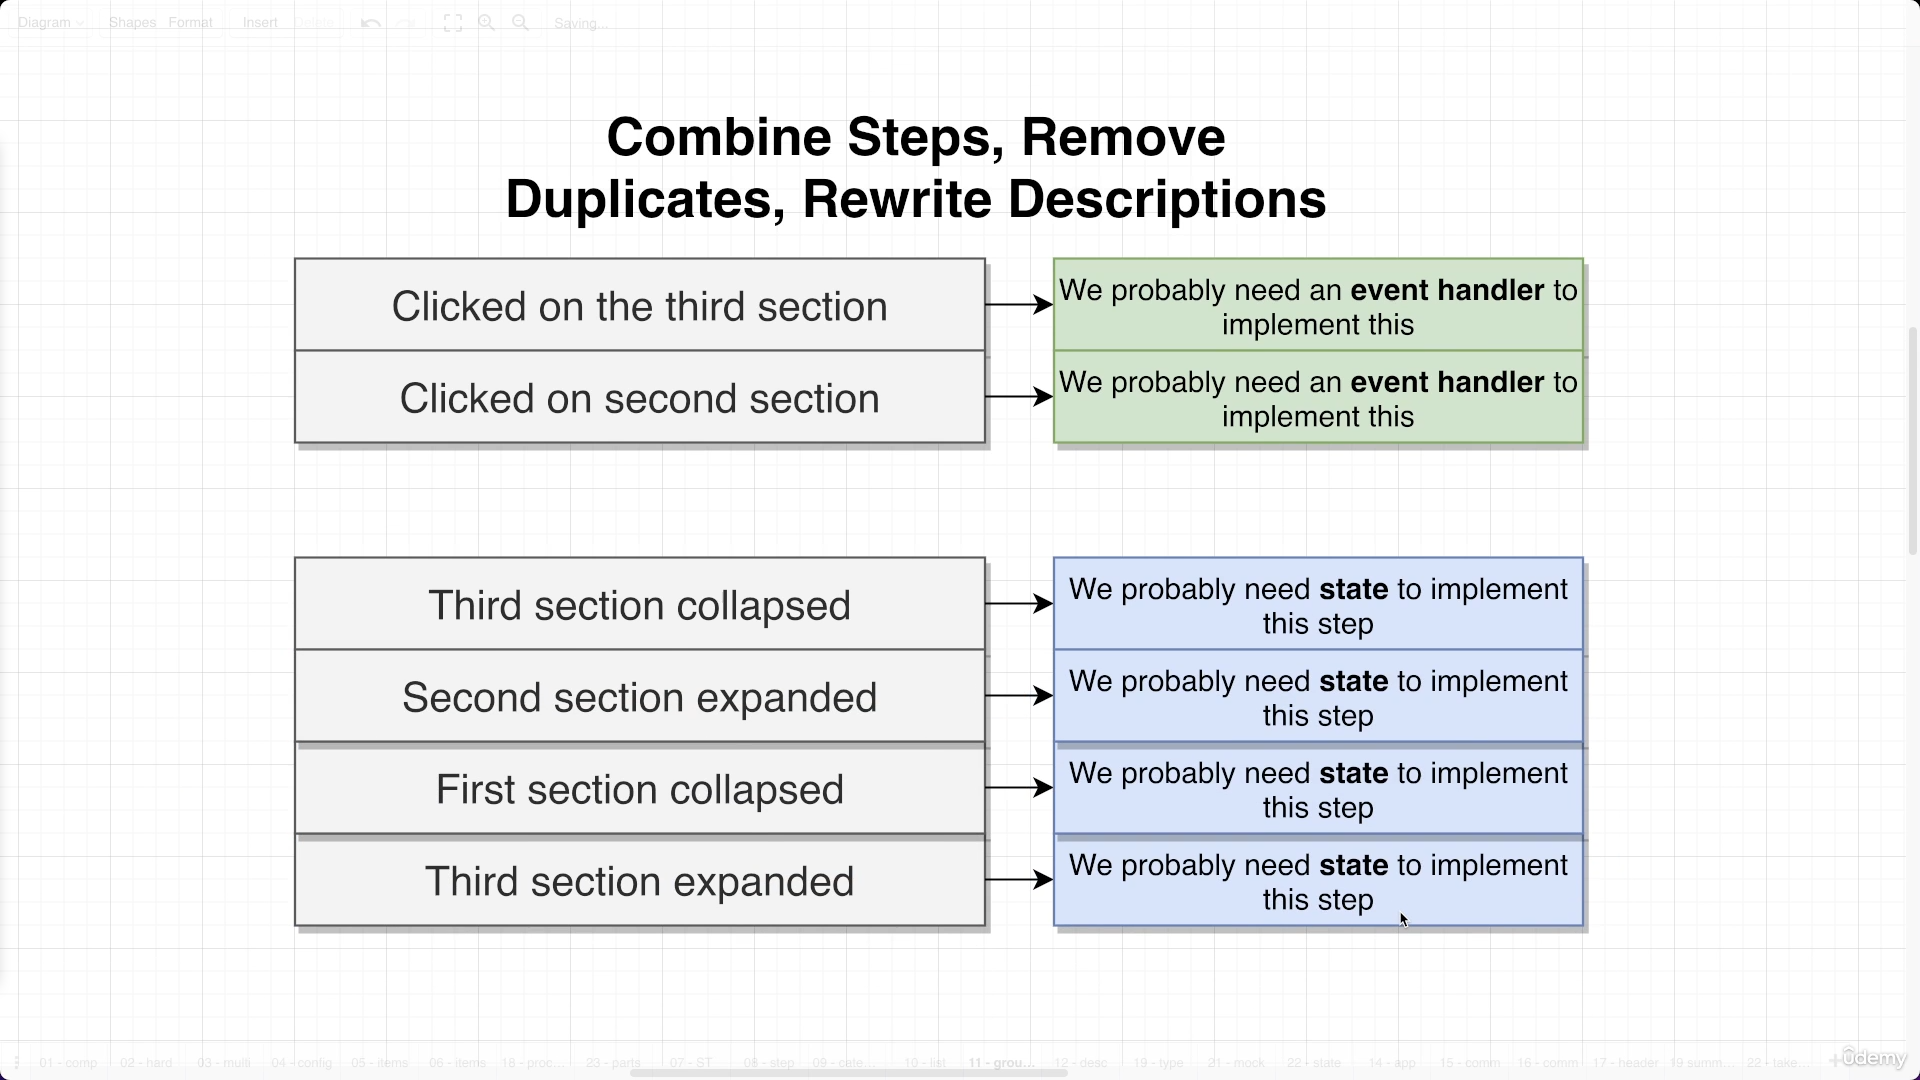 Diagram Shapes Format Insert Delete Saving...
Combine Steps, Remove
Duplicates, Rewrite Descriptions
Clicked on the third section
We probably need an event handler to
implement this
Clicked on second section
We probably need an event handler to
implement this
Third section collapsed
We probably need state to implement
this step
Second section expanded
We probably need state to implement
this step
First section collapsed
We probably need state to implement
this step
Third section expanded
We probably need state to implement
this step
01 - comp 02 - hard 03 - multi 04 - config 05 - items 06 - items 18 - proc... 23 - parts 07 - ST 08 - step 09 - cate... 10 - list 11 - grou... 12 - desc 19 - type 21 - mock 22 - state 14 - app 15 - comm 16 - comm 17 - header 19 summ... 22 - take...
ûdemy